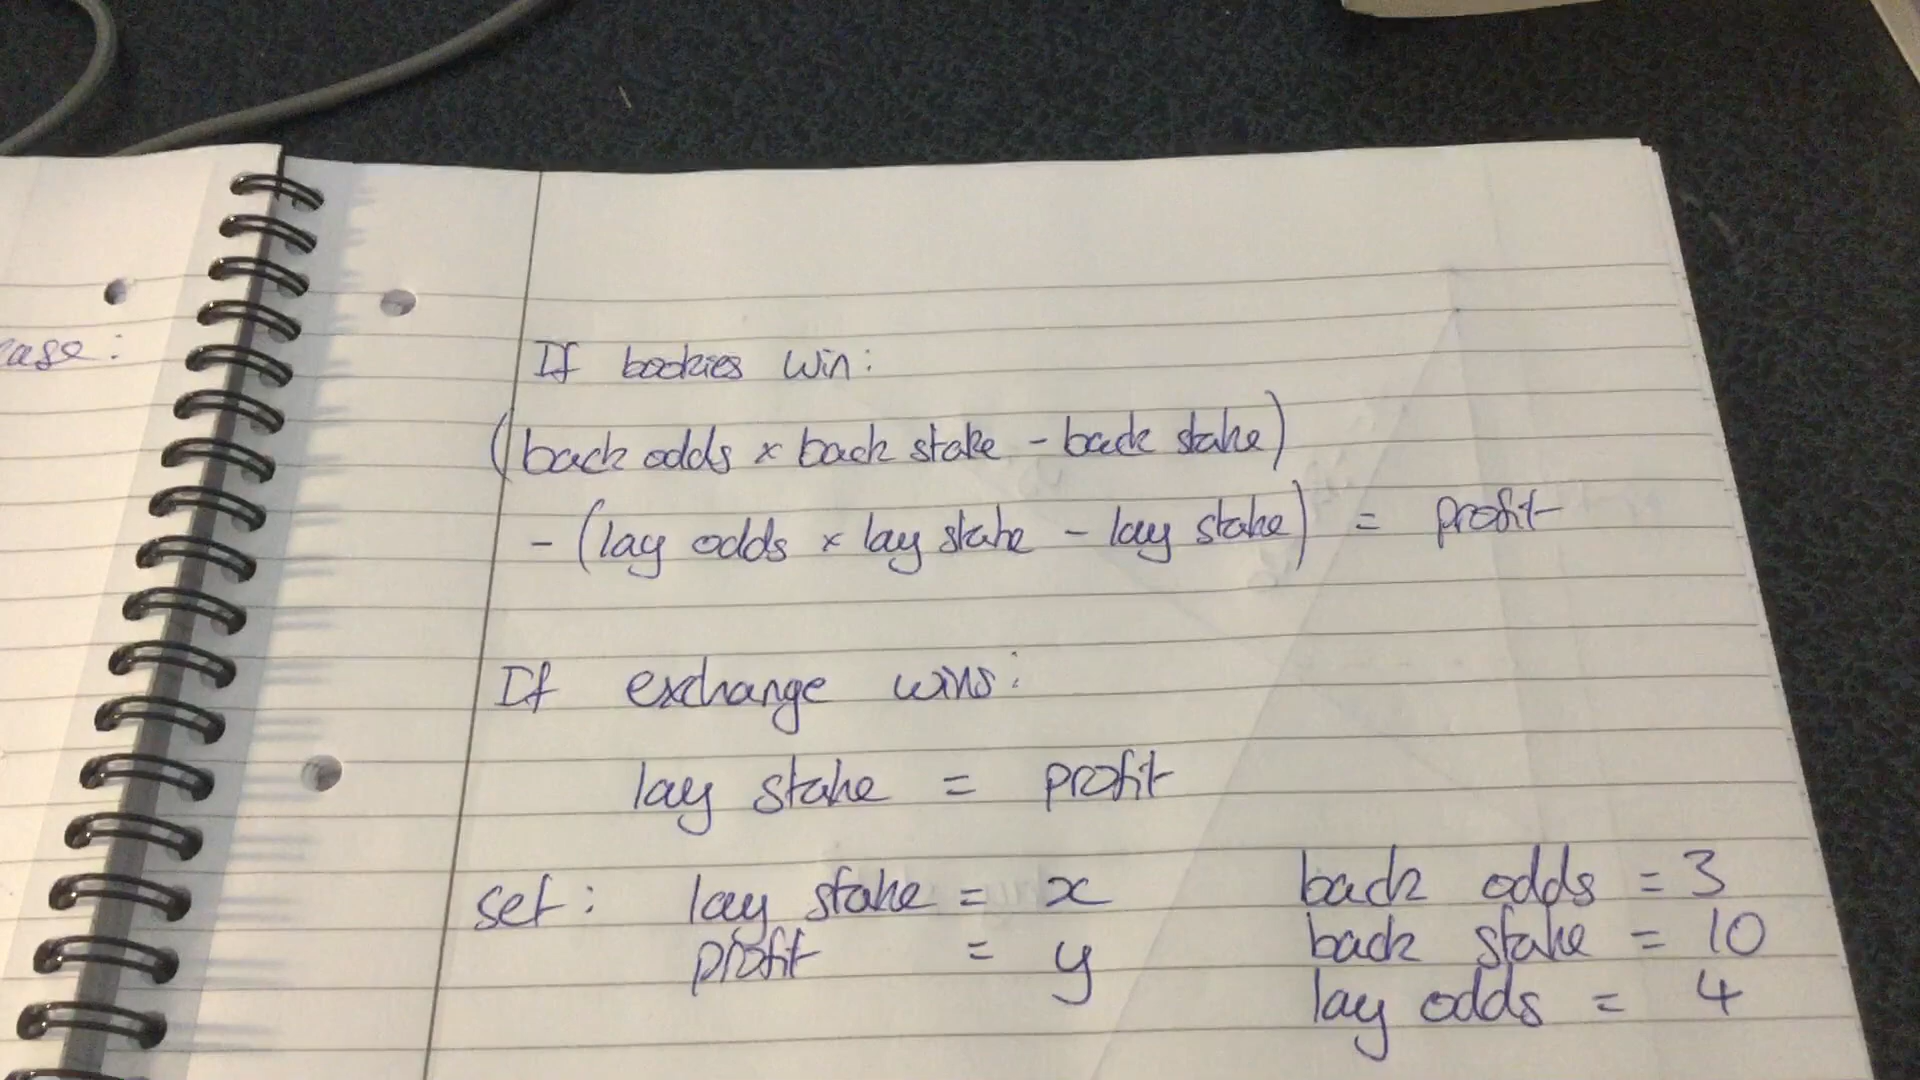 ase:
If bookies win:
(back odds × back stake - back stake)
- (lay odds × lay stake - lay stake) = profit
If exchange wins:
lay stake = profit
set: lay stake = x back odds = 3
profit = y back stake = 10
lay odds = 4